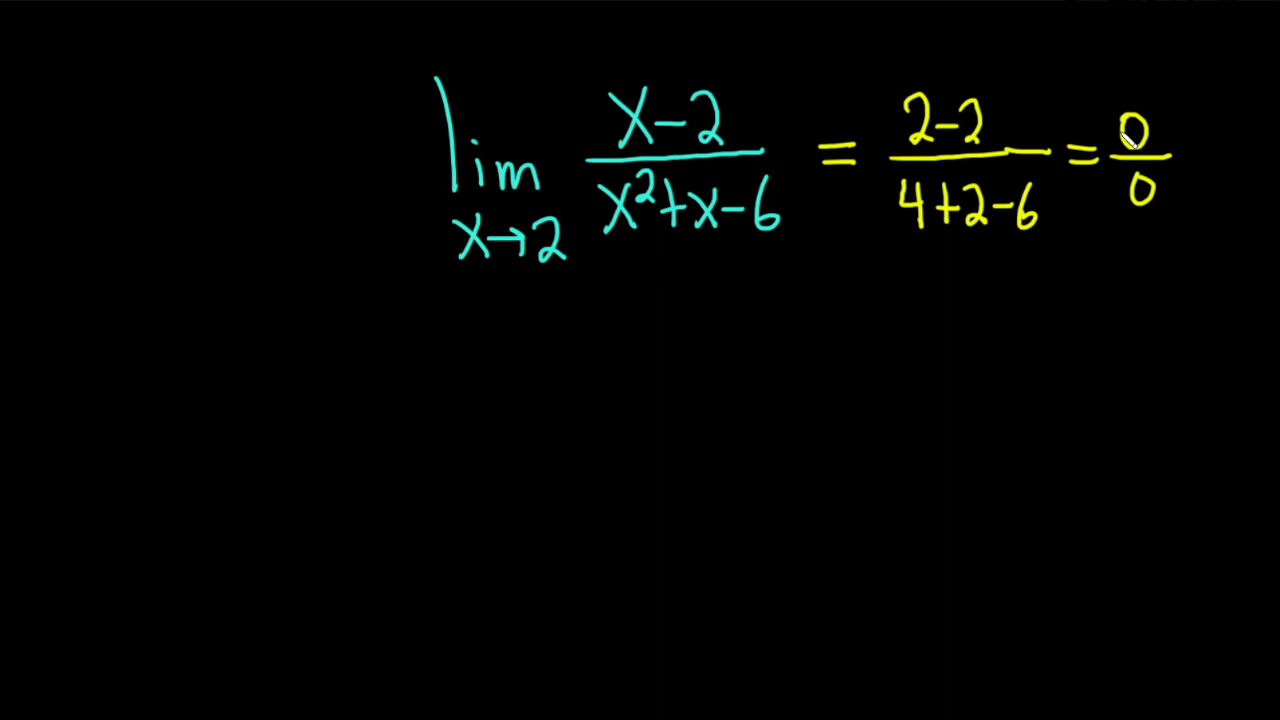 lim x→2 (x-2)/(x²+x-6) = (2-2)/(4+2-6) = 0/0